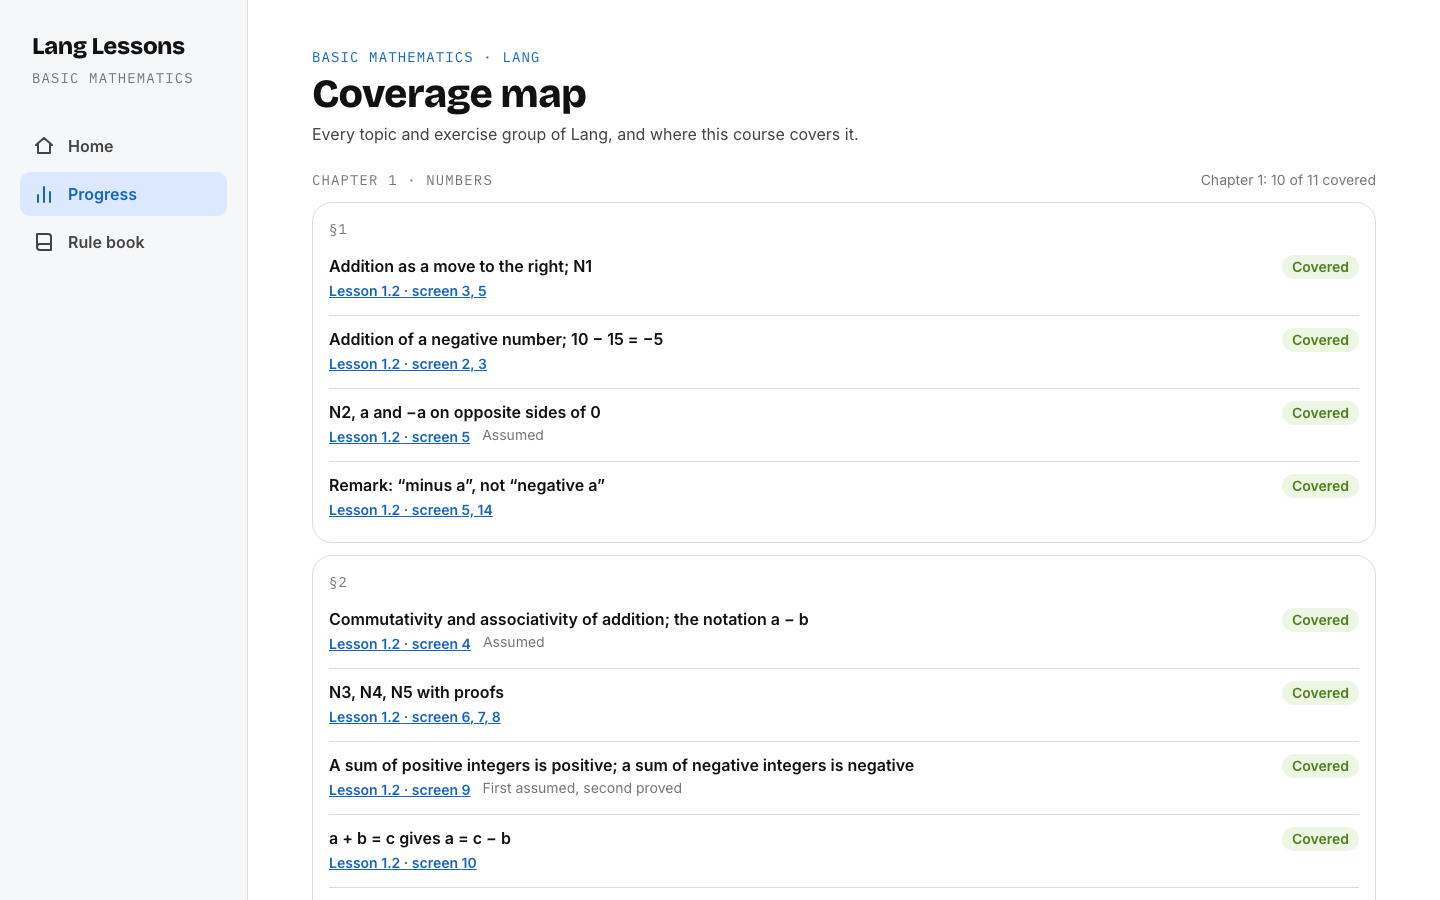 Lang Lessons
BASIC MATHEMATICS
Home
Progress
Rule book
BASIC MATHEMATICS · LANG
Coverage map
Every topic and exercise group of Lang, and where this course covers it.
CHAPTER 1 · NUMBERS
Chapter 1: 10 of 11 covered
§1
Addition as a move to the right; N1
Covered
Lesson 1.2 · screen 3, 5
Addition of a negative number; 10 − 15 = −5
Covered
Lesson 1.2 · screen 2, 3
N2, a and −a on opposite sides of 0
Covered
Lesson 1.2 · screen 5 Assumed
Remark: “minus a”, not “negative a”
Covered
Lesson 1.2 · screen 5, 14
§2
Commutativity and associativity of addition; the notation a − b
Covered
Lesson 1.2 · screen 4 Assumed
N3, N4, N5 with proofs
Covered
Lesson 1.2 · screen 6, 7, 8
A sum of positive integers is positive; a sum of negative integers is negative
Covered
Lesson 1.2 · screen 9 First assumed, second proved
a + b = c gives a = c − b
Covered
Lesson 1.2 · screen 10